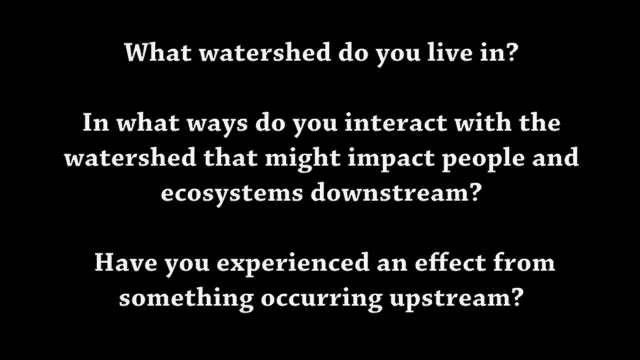 What watershed do you live in?
In what ways do you interact with the
watershed that might impact people and
ecosystems downstream?
Have you experienced an effect from
something occurring upstream?